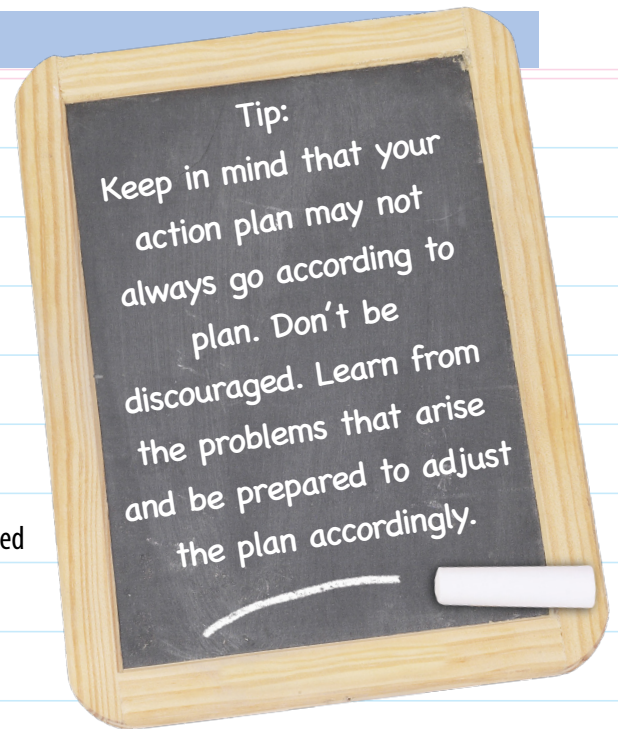 Tip:
Keep in mind that your
action plan may not
always go according to
plan. Don't be
discouraged. Learn from
the problems that arise
and be prepared to adjust
the plan accordingly.
ed